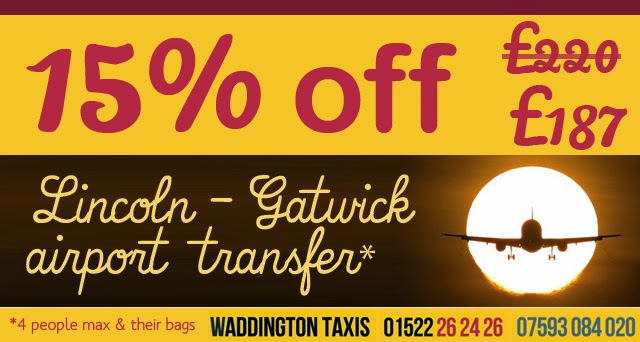 15% off
£220
£187
Lincoln - Gatwick
airport transfer*
*4 people max & their bags WADDINGTON TAXIS 01522 26 24 26 07593 084 020